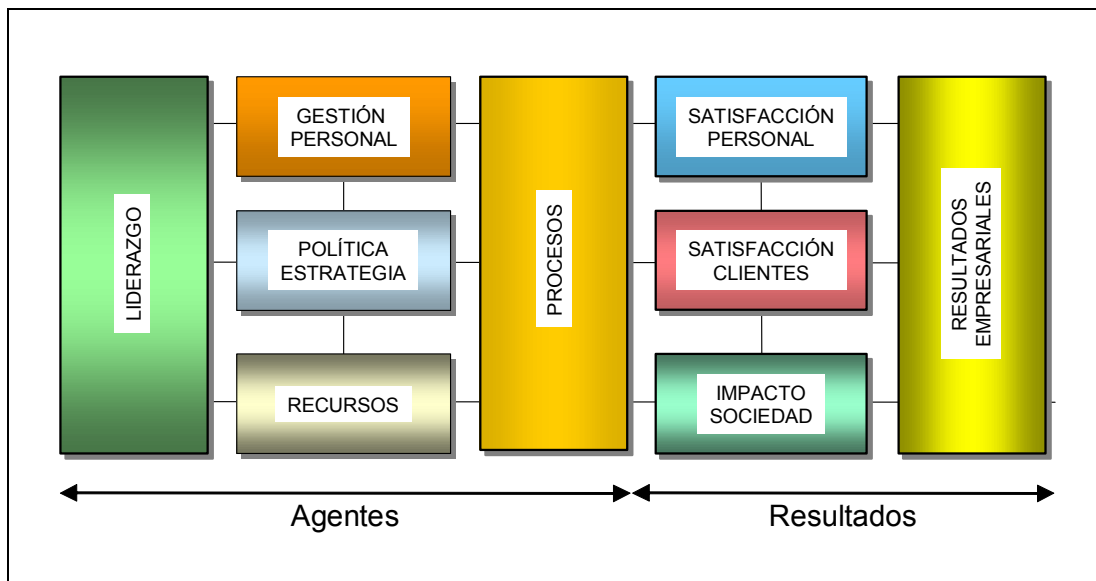 LIDERAZGO
GESTIÓN
PERSONAL
POLÍTICA
ESTRATEGIA
RECURSOS
PROCESOS
SATISFACCIÓN
PERSONAL
SATISFACCIÓN
CLIENTES
IMPACTO
SOCIEDAD
RESULTADOS
EMPRESARIALES
Agentes
Resultados